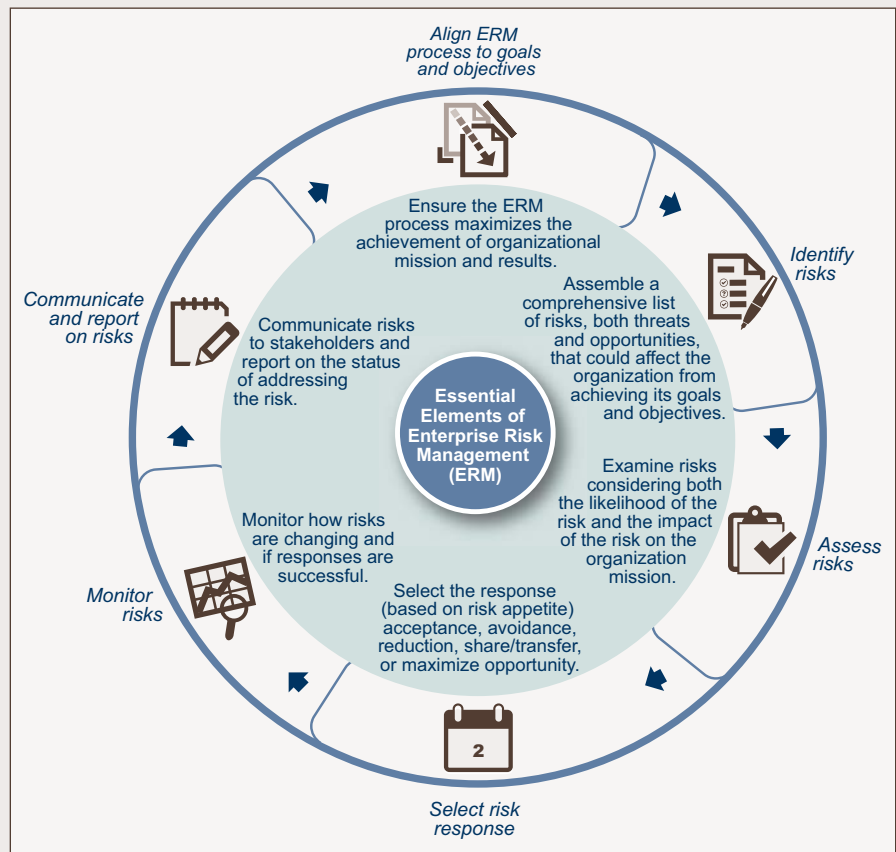 Align ERM
process to goals
and objectives
Ensure the ERM
process maximizes the
achievement of organizational
mission and results.
Identify
risks
Assemble a
comprehensive list
of risks, both threats
and opportunities,
that could affect the
organization from
achieving its goals
and objectives.
Assess
risks
Examine risks
considering both
the likelihood of the
risk and the impact
of the risk on the
organization
mission.
Select the response
(based on risk appetite)
acceptance, avoidance,
reduction, share/transfer,
or maximize opportunity.
2
Select risk
response
Monitor
risks
Monitor how risks
are changing and
if responses are
successful.
Communicate
and report
on risks
Communicate risks
to stakeholders and
report on the status
of addressing
the risk.
Essential
Elements of
Enterprise Risk
Management
(ERM)